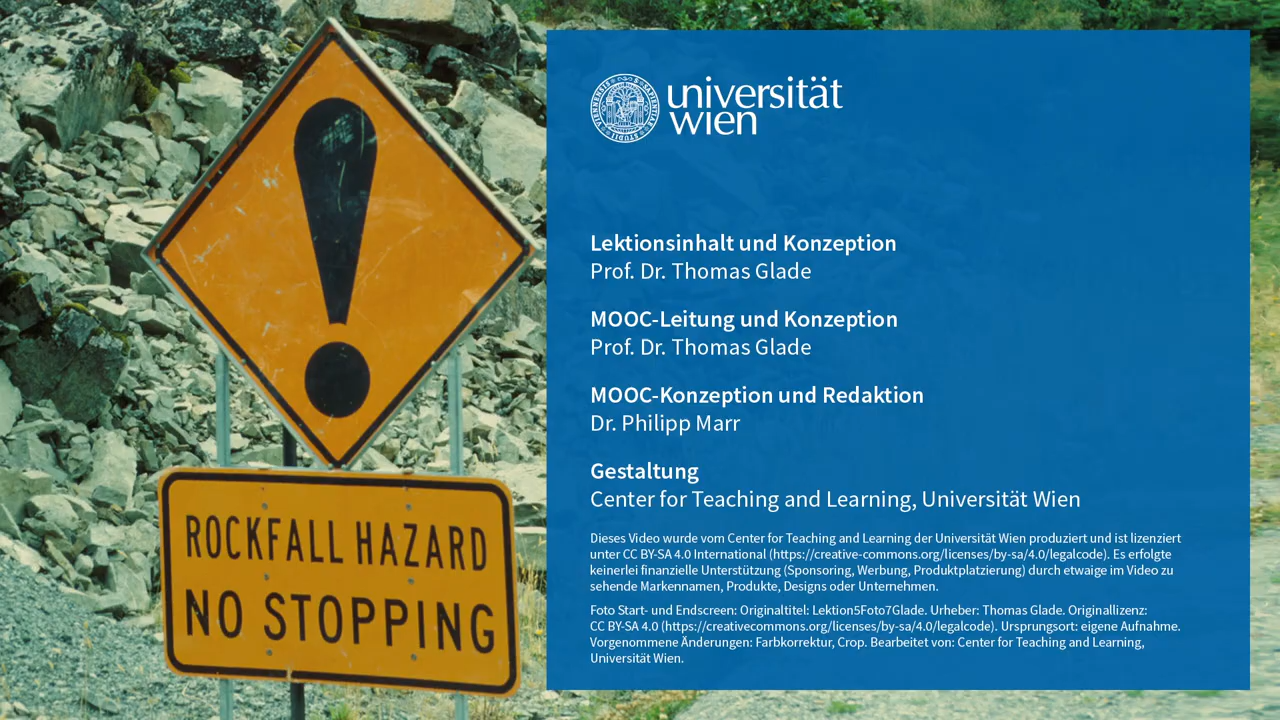 ROCKFALL HAZARD
NO STOPPING
universität
wien
Lektionsinhalt und Konzeption
Prof. Dr. Thomas Glade
MOOC-Leitung und Konzeption
Prof. Dr. Thomas Glade
MOOC-Konzeption und Redaktion
Dr. Philipp Marr
Gestaltung
Center for Teaching and Learning, Universität Wien
Dieses Video wurde vom Center for Teaching and Learning der Universität Wien produziert und ist lizenziert
unter CC BY-SA 4.0 International (https://creative-commons.org/licenses/by-sa/4.0/legalcode). Es erfolgte
keinerlei finanzielle Unterstützung (Sponsoring, Werbung, Produktplatzierung) durch etwaige im Video zu
sehende Markennamen, Produkte, Designs oder Unternehmen.
Foto Start- und Endscreen: Originaltitel: Lektion5Foto7Glade. Urheber: Thomas Glade. Originallizenz:
CC BY-SA 4.0 (https://creativecommons.org/licenses/by-sa/4.0/legalcode). Ursprungsort: eigene Aufnahme.
Vorgenommene Änderungen: Farbkorrektur, Crop. Bearbeitet von: Center for Teaching and Learning,
Universität Wien.